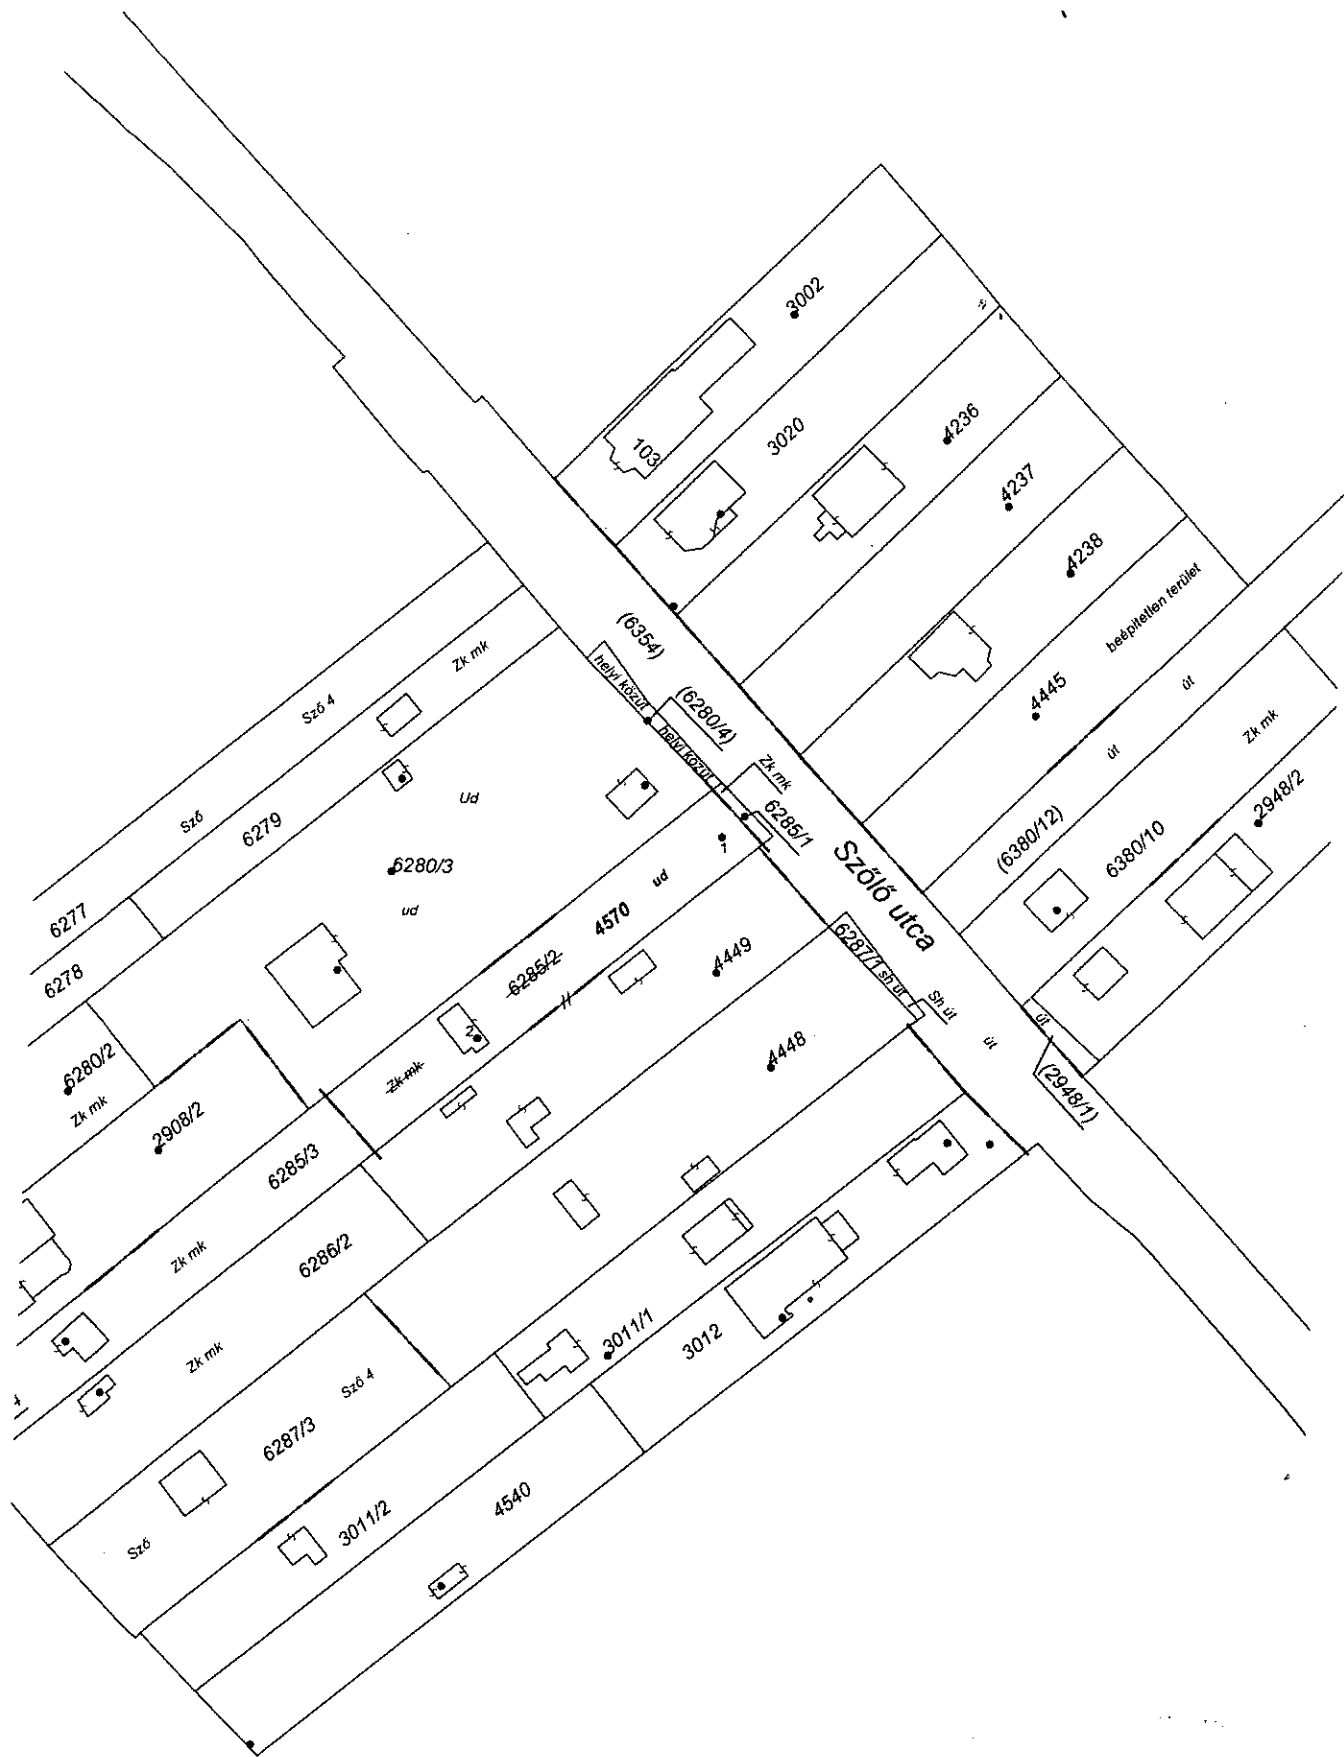 3002
103
3020
4236
4237
4238
beépítetlen terület
4445
út
út
Zk mk
2948/2
(6380/12)
6380/10
(6354)
helyi közút
(6280/4)
helyi közút
Zk mk
6285/1
Szőlő utca
6287/1 sh út
Sh út
út
út
(2948/1)
Zk mk
Sző 4
Sző
6277
6279
6278
Ud
6280/3
ud
1
ud
4570
6285/2
4449
//
2
Zk mk
4448
6280/2
Zk mk
2908/2
6285/3
Zk mk
6286/2
Zk mk
4
Sző 4
6287/3
Sző
3011/1
3012
3011/2
4540